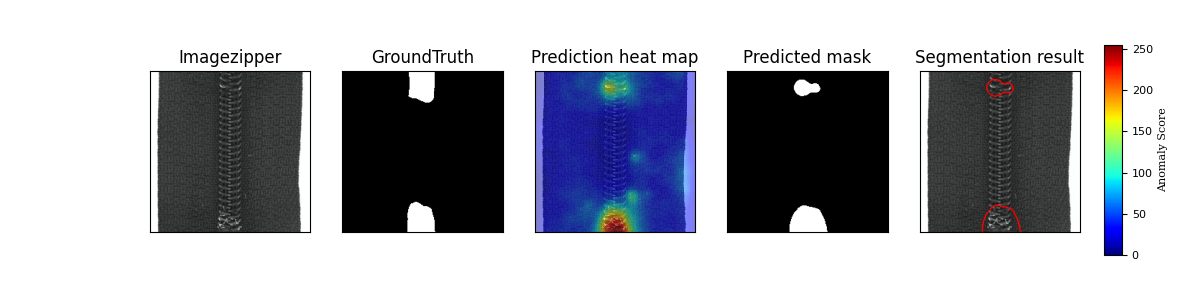 Imagezipper
GroundTruth
Prediction heat map
Predicted mask
Segmentation result
250
200
150
100
50
0
Anomaly Score